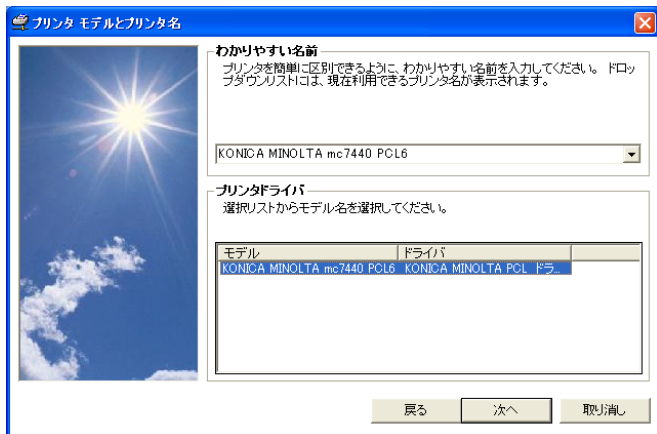 プリンタ モデルとプリンタ名
わかりやすい名前
プリンタを簡単に区別できるように、わかりやすい名前を入力してください。 ドロッ
プダウンリストには、現在利用できるプリンタ名が表示されます。
KONICA MINOLTA mc7440 PCL6
プリンタドライバ
選択リストからモデル名を選択してください。
モデル ドライバ
KONICA MINOLTA mc7440 PCL6 KONICA MINOLTA PCL ドラ...
戻る 次へ 取り消し